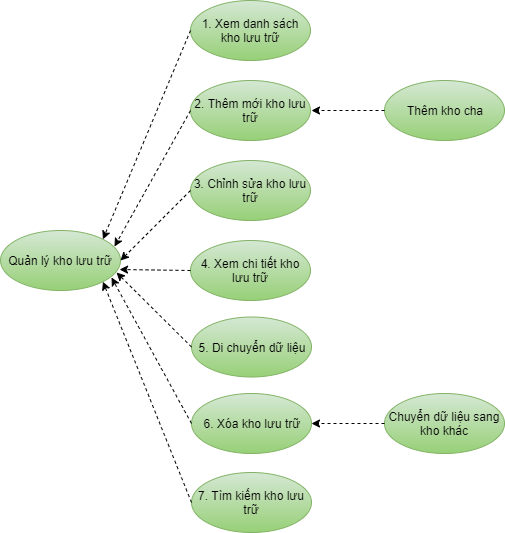 1. Xem danh sách
kho lưu trữ
2. Thêm mới kho lưu
trữ
Thêm kho cha
3. Chỉnh sửa kho lưu
trữ
Quản lý kho lưu trữ
4. Xem chi tiết kho
lưu trữ
5. Di chuyển dữ liệu
6. Xóa kho lưu trữ
Chuyển dữ liệu sang
kho khác
7. Tìm kiếm kho lưu
trữ